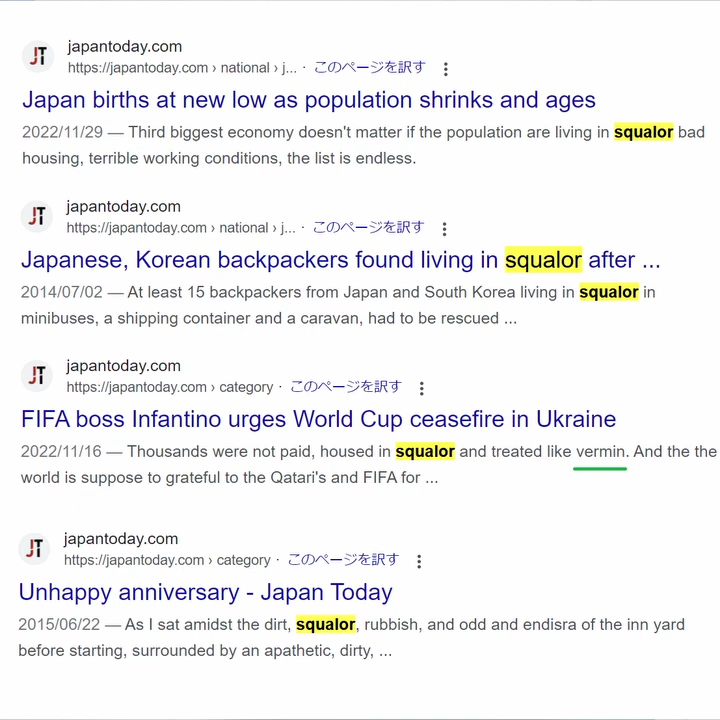 JT japantoday.com
https://japantoday.com › national › j... · このページを訳す
Japan births at new low as population shrinks and ages
2022/11/29 — Third biggest economy doesn't matter if the population are living in squalor bad
housing, terrible working conditions, the list is endless.
JT japantoday.com
https://japantoday.com › national › j... · このページを訳す
Japanese, Korean backpackers found living in squalor after ...
2014/07/02 — At least 15 backpackers from Japan and South Korea living in squalor in
minibuses, a shipping container and a caravan, had to be rescued ...
JT japantoday.com
https://japantoday.com › category · このページを訳す
FIFA boss Infantino urges World Cup ceasefire in Ukraine
2022/11/16 — Thousands were not paid, housed in squalor and treated like vermin. And the the
world is suppose to grateful to the Qatari's and FIFA for ...
JT japantoday.com
https://japantoday.com › category · このページを訳す
Unhappy anniversary - Japan Today
2015/06/22 — As I sat amidst the dirt, squalor, rubbish, and odd and endisra of the inn yard
before starting, surrounded by an apathetic, dirty, ...